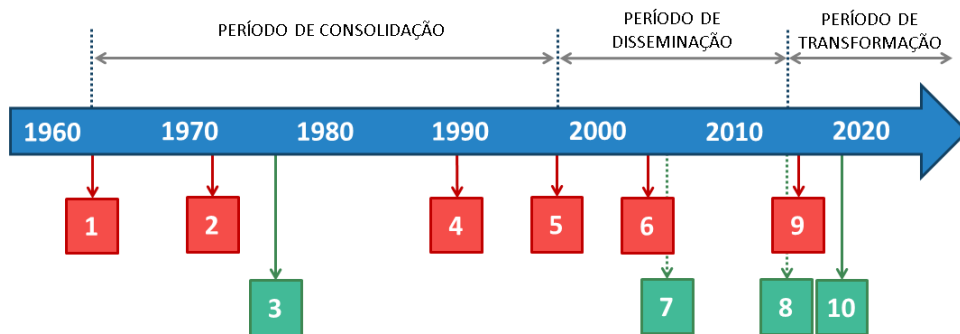 PERÍODO DE CONSOLIDAÇÃO
PERÍODO DE
DISSEMINAÇÃO
PERÍODO DE
TRANSFORMAÇÃO
1960 1970 1980 1990 2000 2010 2020
1 2 4 5 6 9
3 7 8 10